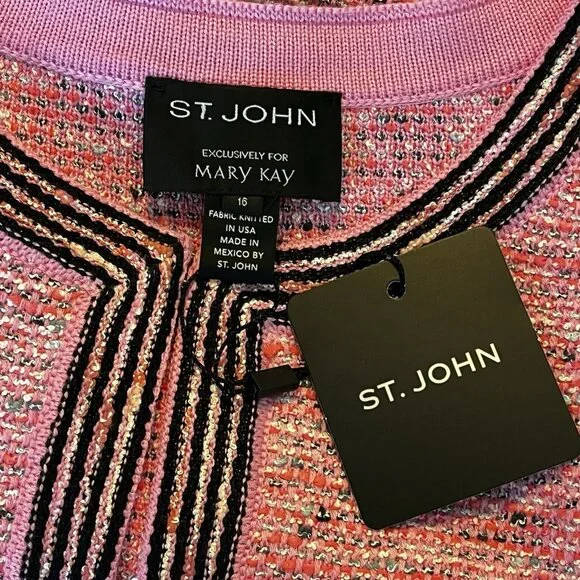 ST. JOHN
EXCLUSIVELY FOR
MARY KAY
16
FABRIC KNITTED
IN USA
MADE IN
MEXICO BY
ST. JOHN
ST. JOHN